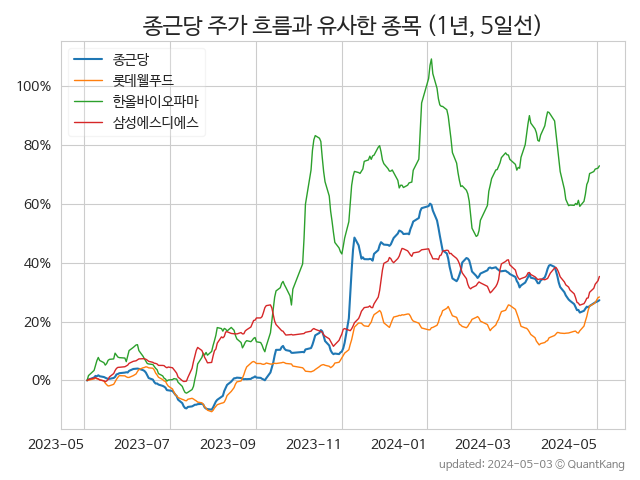 종근당 주가 흐름과 유사한 종목 (1년, 5일선)
종근당
롯데웰푸드
한올바이오파마
삼성에스디에스
100%
80%
60%
40%
20%
0%
2023-05 2023-07 2023-09 2023-11 2024-01 2024-03 2024-05
updated: 2024-05-03 © QuantKang